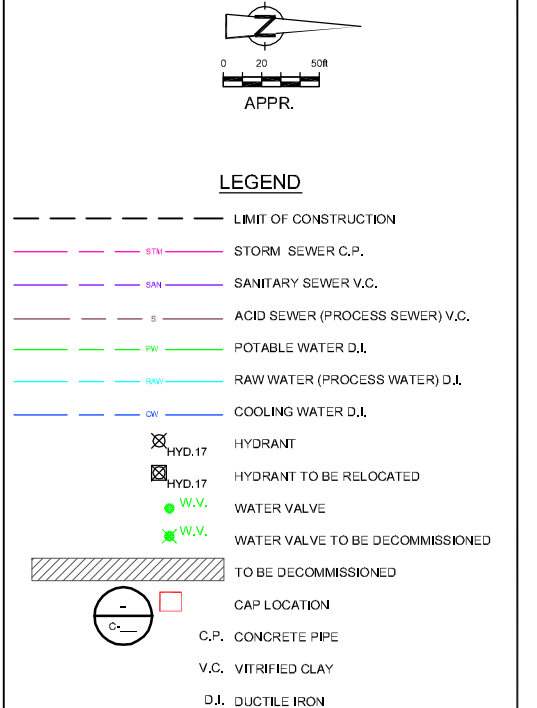 N
0 20 50ft
APPR.
LEGEND
LIMIT OF CONSTRUCTION
STM STORM SEWER C.P.
SAN SANITARY SEWER V.C.
S ACID SEWER (PROCESS SEWER) V.C.
PW POTABLE WATER D.I.
RAW RAW WATER (PROCESS WATER) D.I.
CW COOLING WATER D.I.
HYD.17 HYDRANT
HYD.17 HYDRANT TO BE RELOCATED
W.V. WATER VALVE
W.V. WATER VALVE TO BE DECOMMISSIONED
TO BE DECOMMISSIONED
- CAP LOCATION
C-__
C.P. CONCRETE PIPE
V.C. VITRIFIED CLAY
D.I. DUCTILE IRON